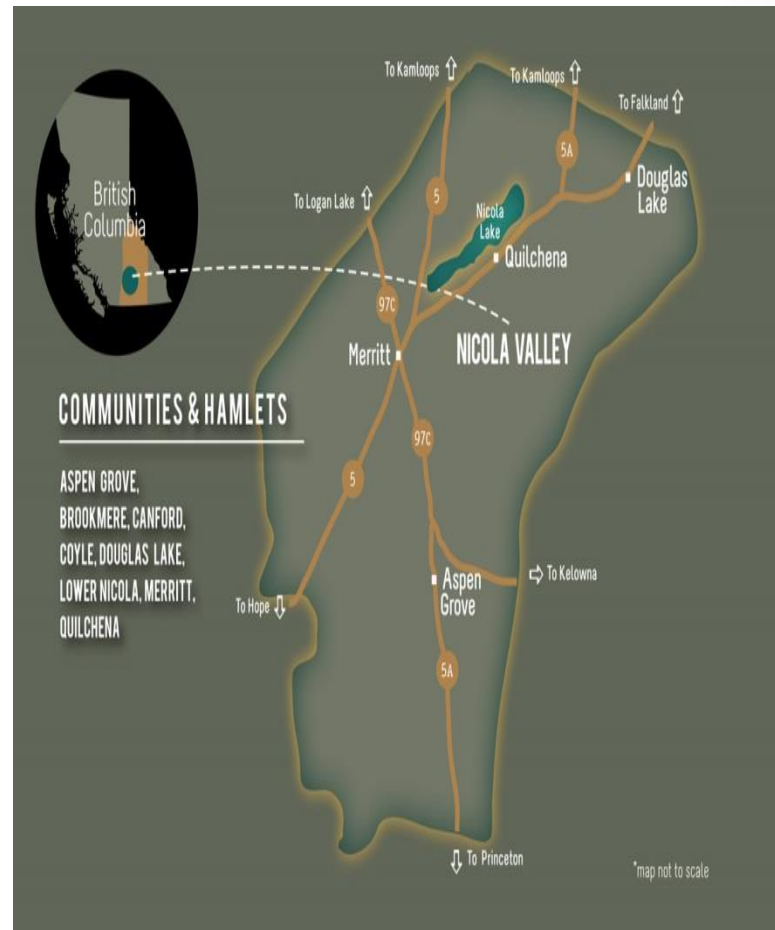 To Kamloops
To Kamloops
To Falkland
5A
British
Columbia
Douglas
Lake
To Logan Lake
5
Nicola
Lake
Quilchena
97C
Merritt
NICOLA VALLEY
COMMUNITIES & HAMLETS
97C
ASPEN GROVE,
BROOKMERE, CANFORD,
COYLE, DOUGLAS LAKE,
LOWER NICOLA, MERRITT,
QUILCHENA
5
To Hope
Aspen
Grove
To Kelowna
5A
To Princeton
*map not to scale